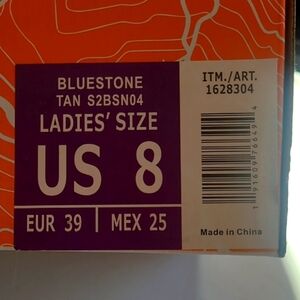 BLUESTONE
TAN S2BSN04
LADIES' SIZE
US 8
EUR 39 | MEX 25
ITM./ART.
1628304
Made in China